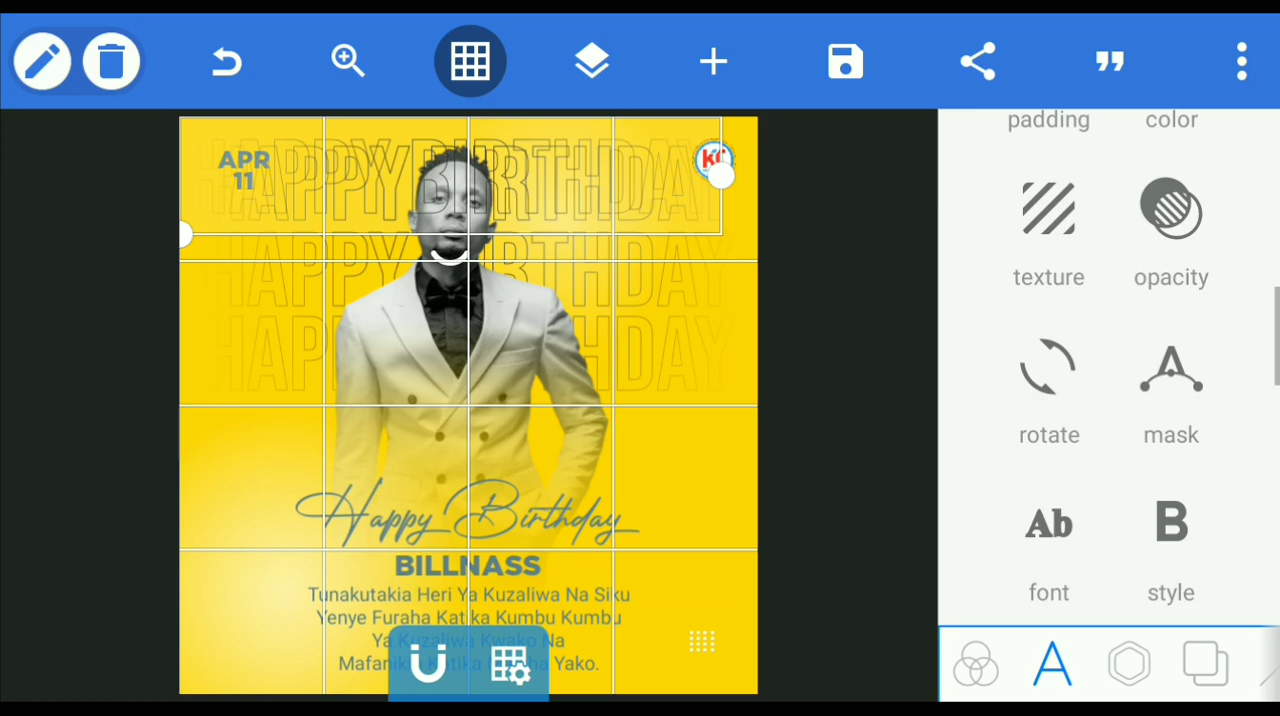 padding color
APR
11
HAPPY BIRTHDAY
HAPPY BIRTHDAY
HAPPY BIRTHDAY
texture opacity
rotate mask
Ab B
font style
Happy Birthday
BILLNASS
Tunakutakia Heri Ya Kuzaliwa Na Siku
Yenye Furaha Katika Kumbu Kumbu
Ya Kuzaliwa Kwako Na
Yako.